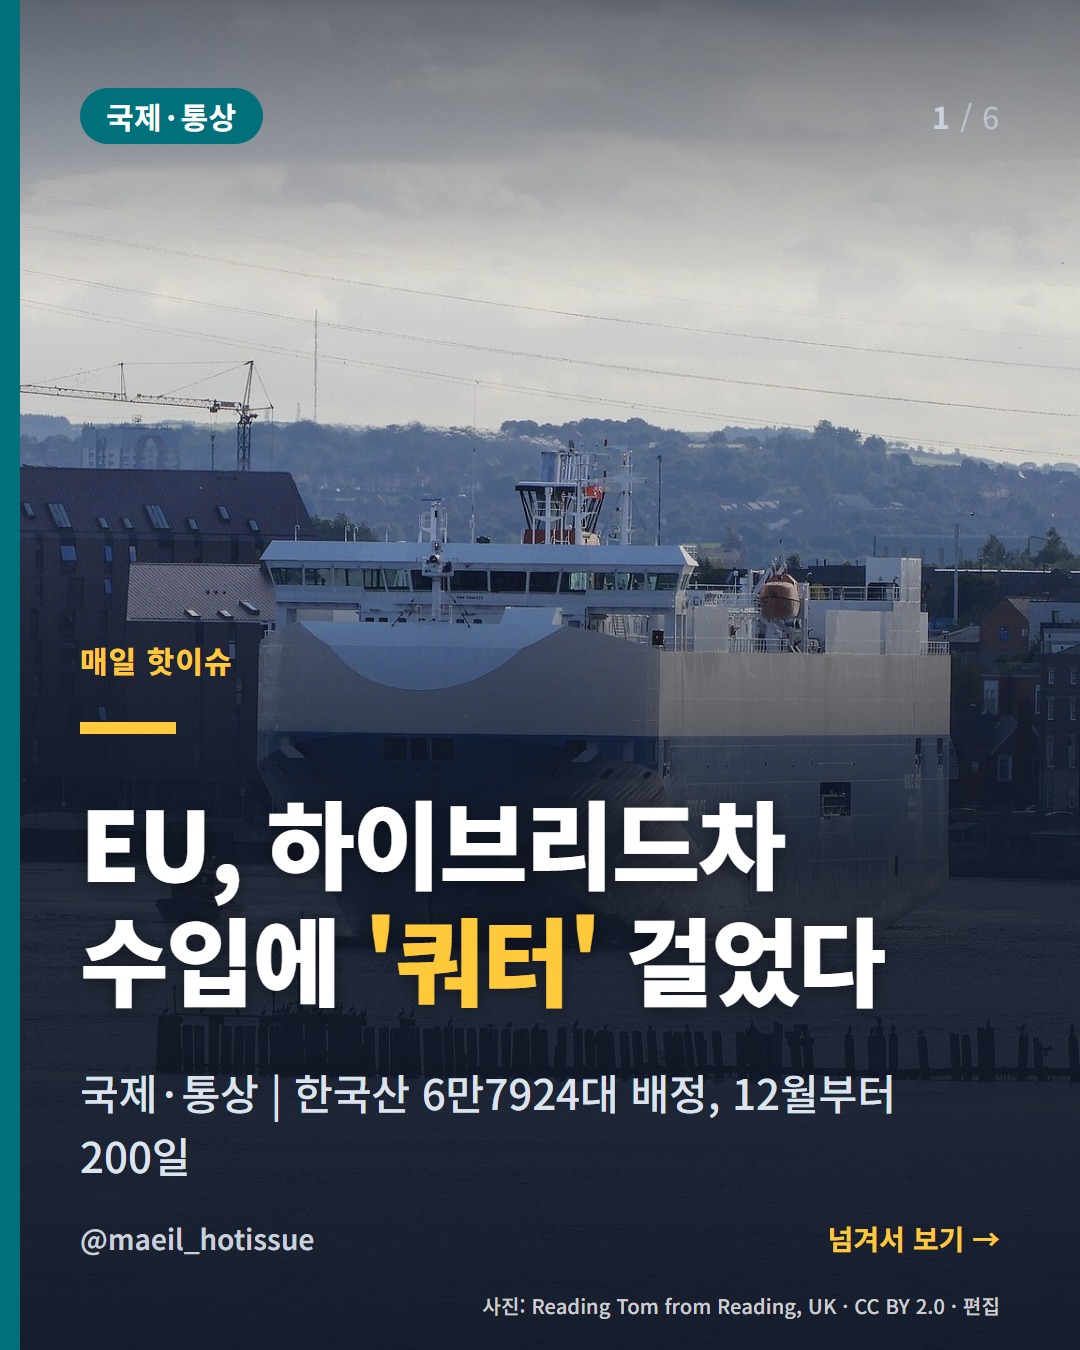 국제·통상
1 / 6
매일 핫이슈
EU, 하이브리드차
수입에 '쿼터' 걸었다
국제·통상 | 한국산 6만7924대 배정, 12월부터
200일
@maeil_hotissue
넘겨서 보기 →
사진: Reading Tom from Reading, UK · CC BY 2.0 · 편집